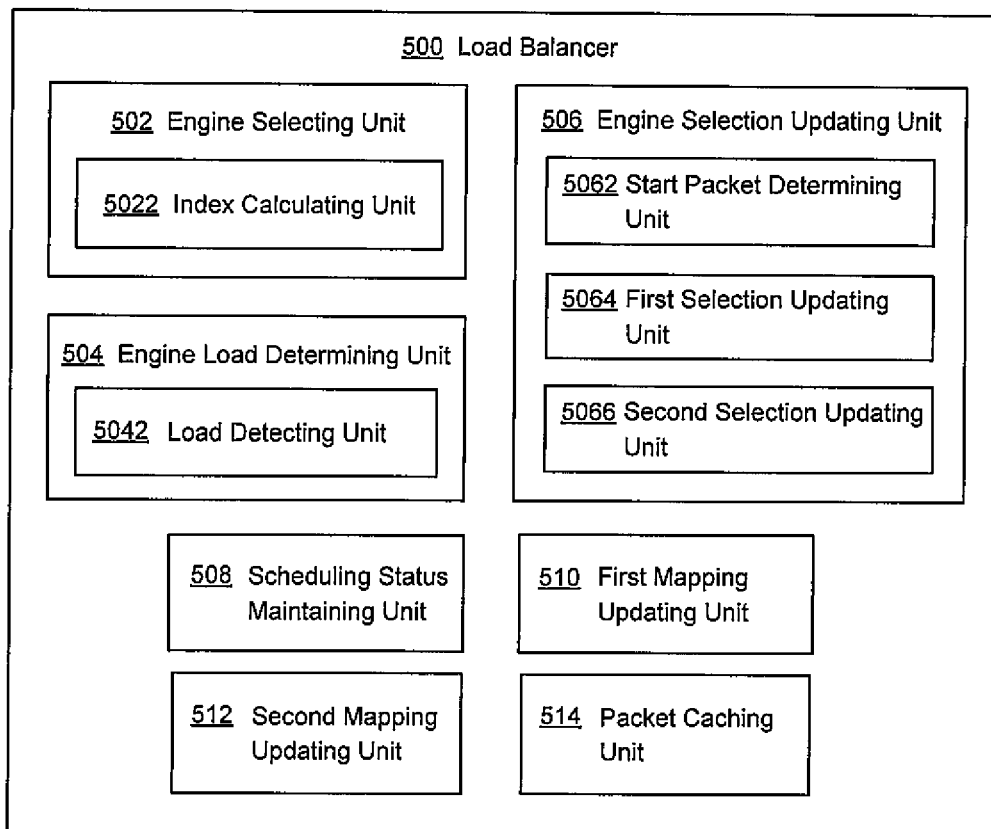 500 Load Balancer
502 Engine Selecting Unit
5022 Index Calculating Unit
504 Engine Load Determining Unit
5042 Load Detecting Unit
506 Engine Selection Updating Unit
5062 Start Packet Determining
Unit
5064 First Selection Updating
Unit
5066 Second Selection Updating
Unit
508 Scheduling Status
Maintaining Unit
510 First Mapping
Updating Unit
512 Second Mapping
Updating Unit
514 Packet Caching
Unit